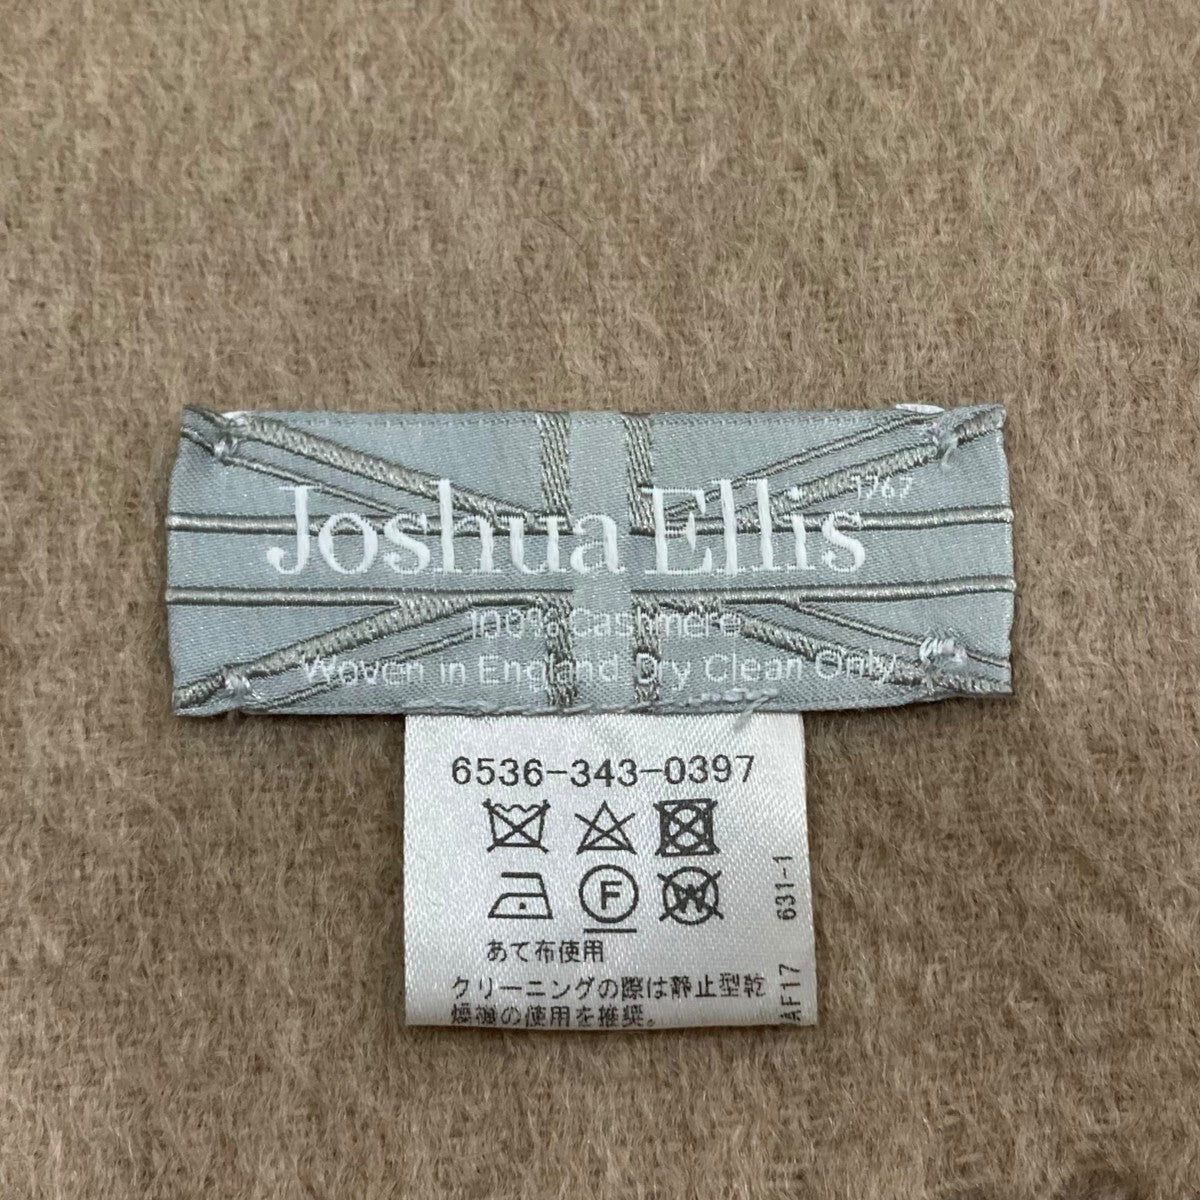 Joshua Ellis 1767
100% Cashmere
Woven in England Dry Clean Only
6536-343-0397
F
W
あて布使用
クリーニングの際は静止型乾
燥機の使用を推奨。
631-1
AF17